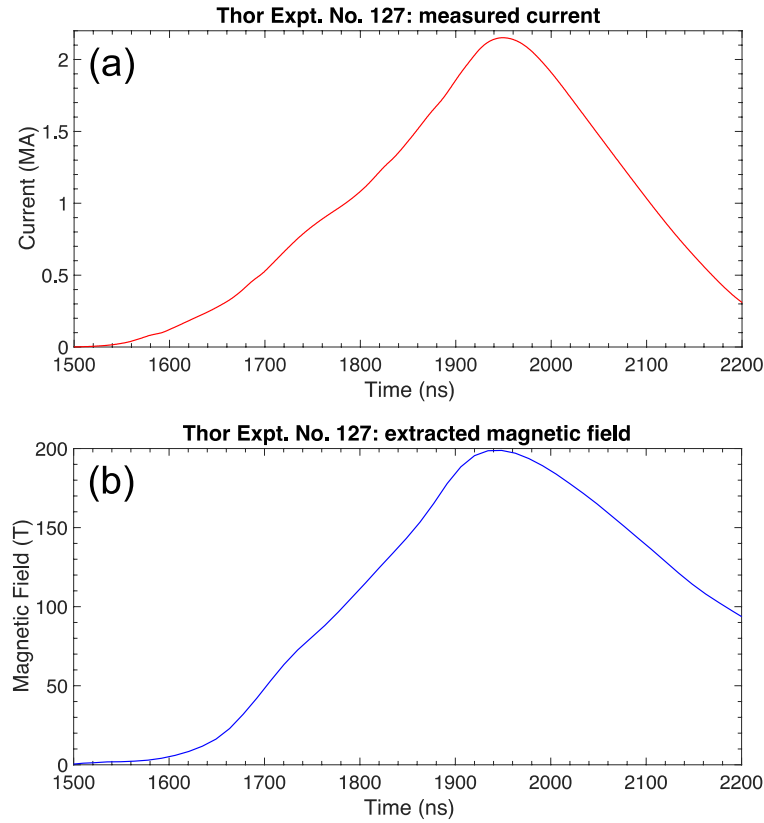 Thor Expt. No. 127: measured current
(a)
2
1.5
1
0.5
0
Current (MA)
1500 1600 1700 1800 1900 2000 2100 2200
Time (ns)
Thor Expt. No. 127: extracted magnetic field
(b)
200
150
100
50
0
Magnetic Field (T)
1500 1600 1700 1800 1900 2000 2100 2200
Time (ns)